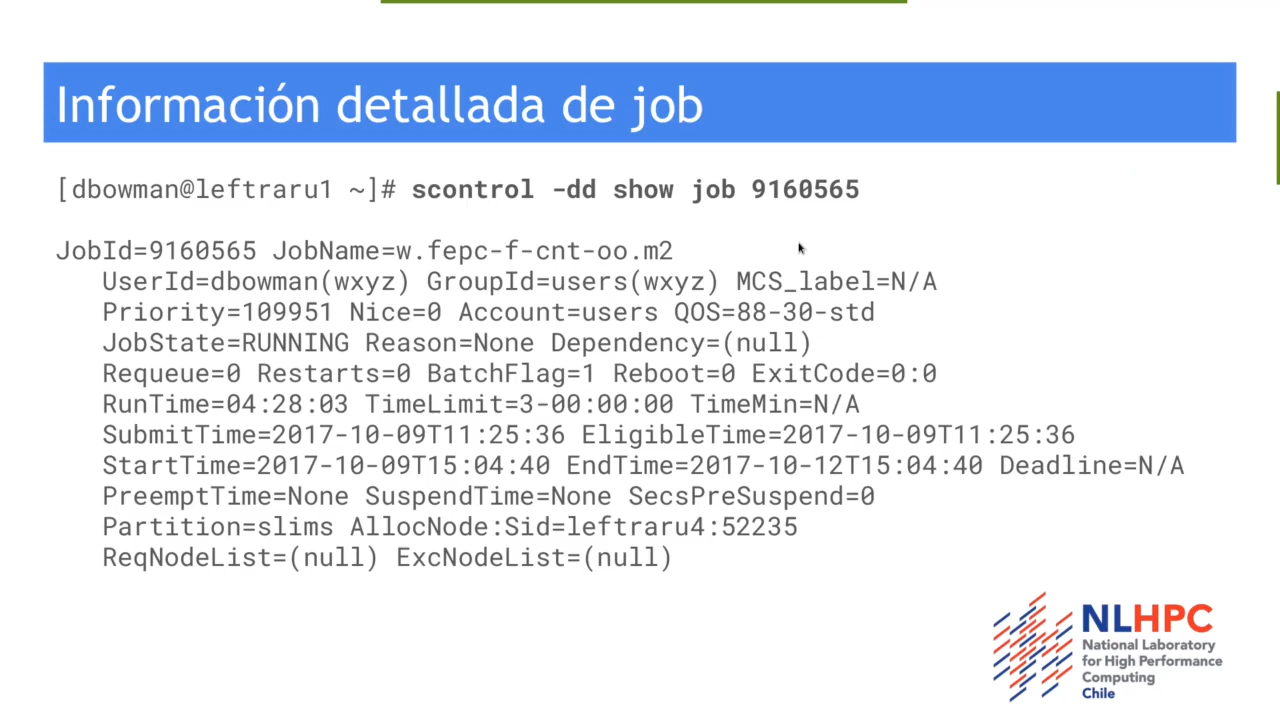 Información detallada de job
[dbowman@leftraru1 ~]# scontrol -dd show job 9160565
JobId=9160565 JobName=w.fepc-f-cnt-oo.m2
UserId=dbowman(wxyz) GroupId=users(wxyz) MCS_label=N/A
Priority=109951 Nice=0 Account=users QOS=88-30-std
JobState=RUNNING Reason=None Dependency=(null)
Requeue=0 Restarts=0 BatchFlag=1 Reboot=0 ExitCode=0:0
RunTime=04:28:03 TimeLimit=3-00:00:00 TimeMin=N/A
SubmitTime=2017-10-09T11:25:36 EligibleTime=2017-10-09T11:25:36
StartTime=2017-10-09T15:04:40 EndTime=2017-10-12T15:04:40 Deadline=N/A
PreemptTime=None SuspendTime=None SecsPreSuspend=0
Partition=slims AllocNode:Sid=leftraru4:52235
ReqNodeList=(null) ExcNodeList=(null)
NLHPC
National Laboratory
for High Performance
Computing
Chile